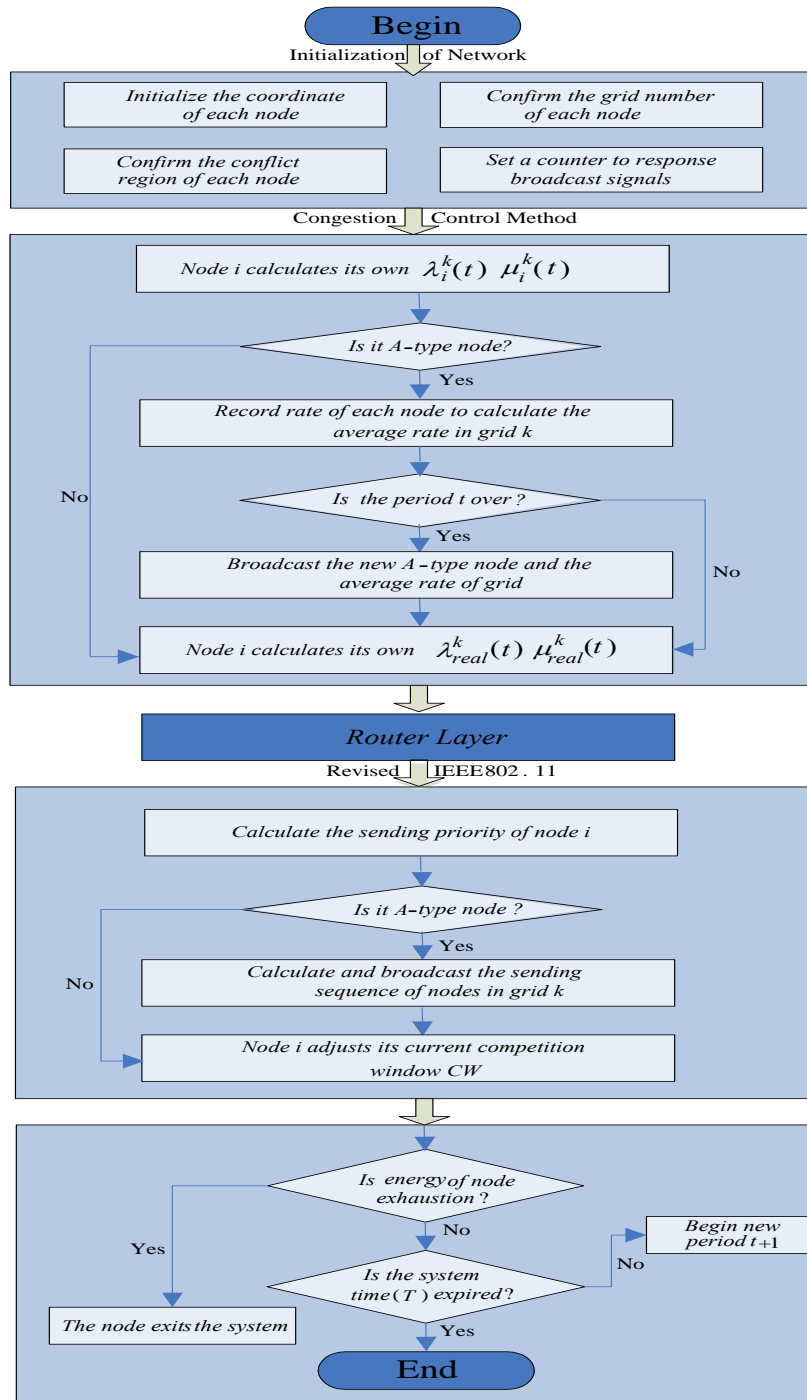 Begin
Initialization of Network
Initialize the coordinate
of each node
Confirm the grid number
of each node
Confirm the conflict
region of each node
Set a counter to response
broadcast signals
Congestion Control Method
Node i calculates its own λ_i^k(t) μ_i^k(t)
Is it A-type node?
Yes
Record rate of each node to calculate the
average rate in grid k
No
Is the period t over ?
Yes
Broadcast the new A-type node and the
average rate of grid
No
Node i calculates its own λ_real^k(t) μ_real^k(t)
Router Layer
Revised IEEE802 . 11
Calculate the sending priority of node i
Is it A-type node ?
Yes
No
Calculate and broadcast the sending
sequence of nodes in grid k
Node i adjusts its current competition
window CW
Is energy of node
exhaustion ?
No
Yes
Begin new
period t+1
No
Is the system
time(T) expired?
The node exits the system
Yes
End